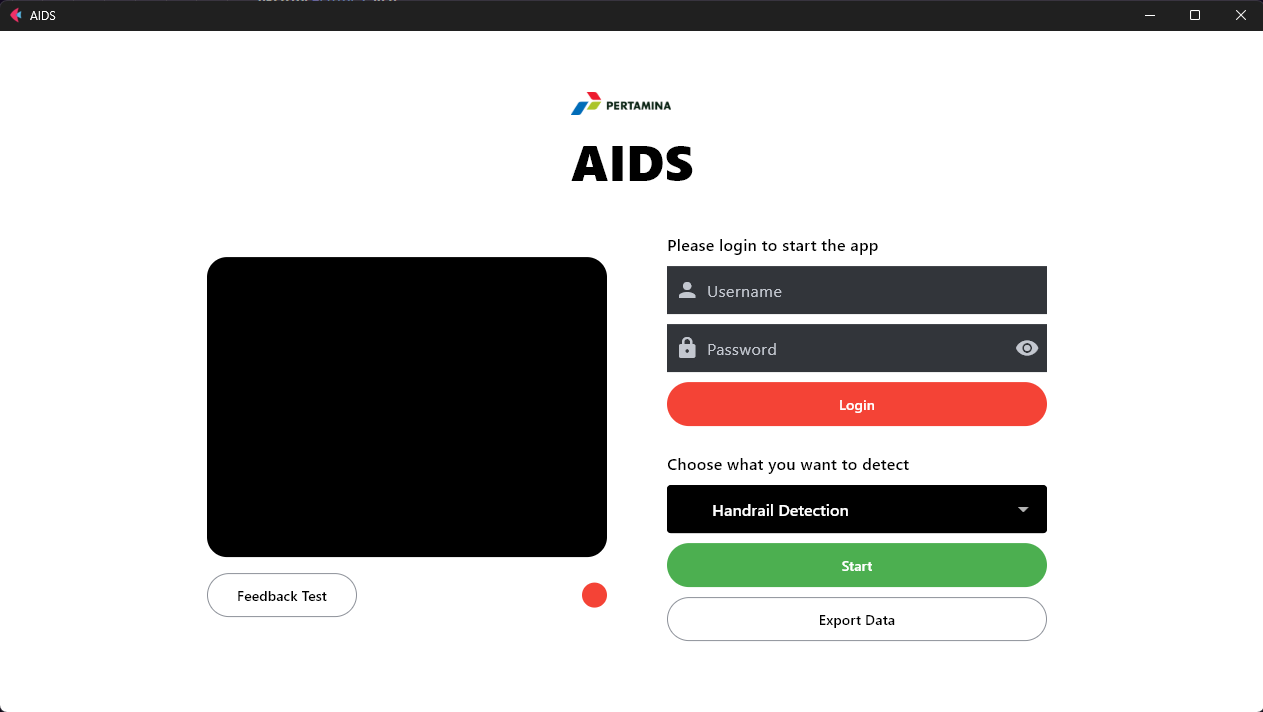 AIDS
PERTAMINA
AIDS
Please login to start the app
Username
Password
Login
Choose what you want to detect
Handrail Detection
Start
Export Data
Feedback Test